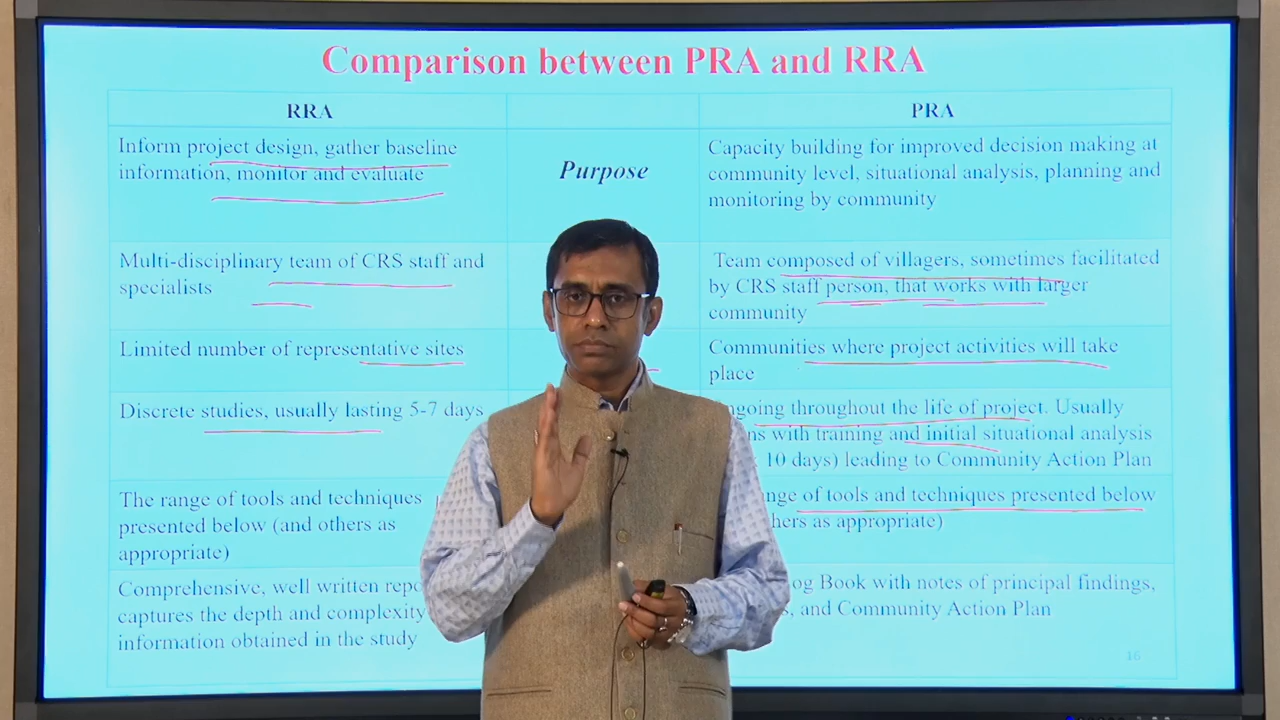 Comparison between PRA and RRA
RRA
PRA
Inform project design, gather baseline
information, monitor and evaluate
Purpose
Capacity building for improved decision making at
community level, situational analysis, planning and
monitoring by community
Multi-disciplinary team of CRS staff and
specialists
Team composed of villagers, sometimes facilitated
by CRS staff person, that works with larger
community
Limited number of representative sites
Communities where project activities will take
place
Discrete studies, usually lasting 5-7 days
throughout the life of project. Usually
with training and initial situational analysis
10 days) leading to Community Action Plan
The range of tools and techniques
presented below (and others as
appropriate)
of tools and techniques presented below
as appropriate)
Comprehensive, well written
captures the depth and complexity
information obtained in the study
Book with notes of principal findings,
and Community Action Plan
16